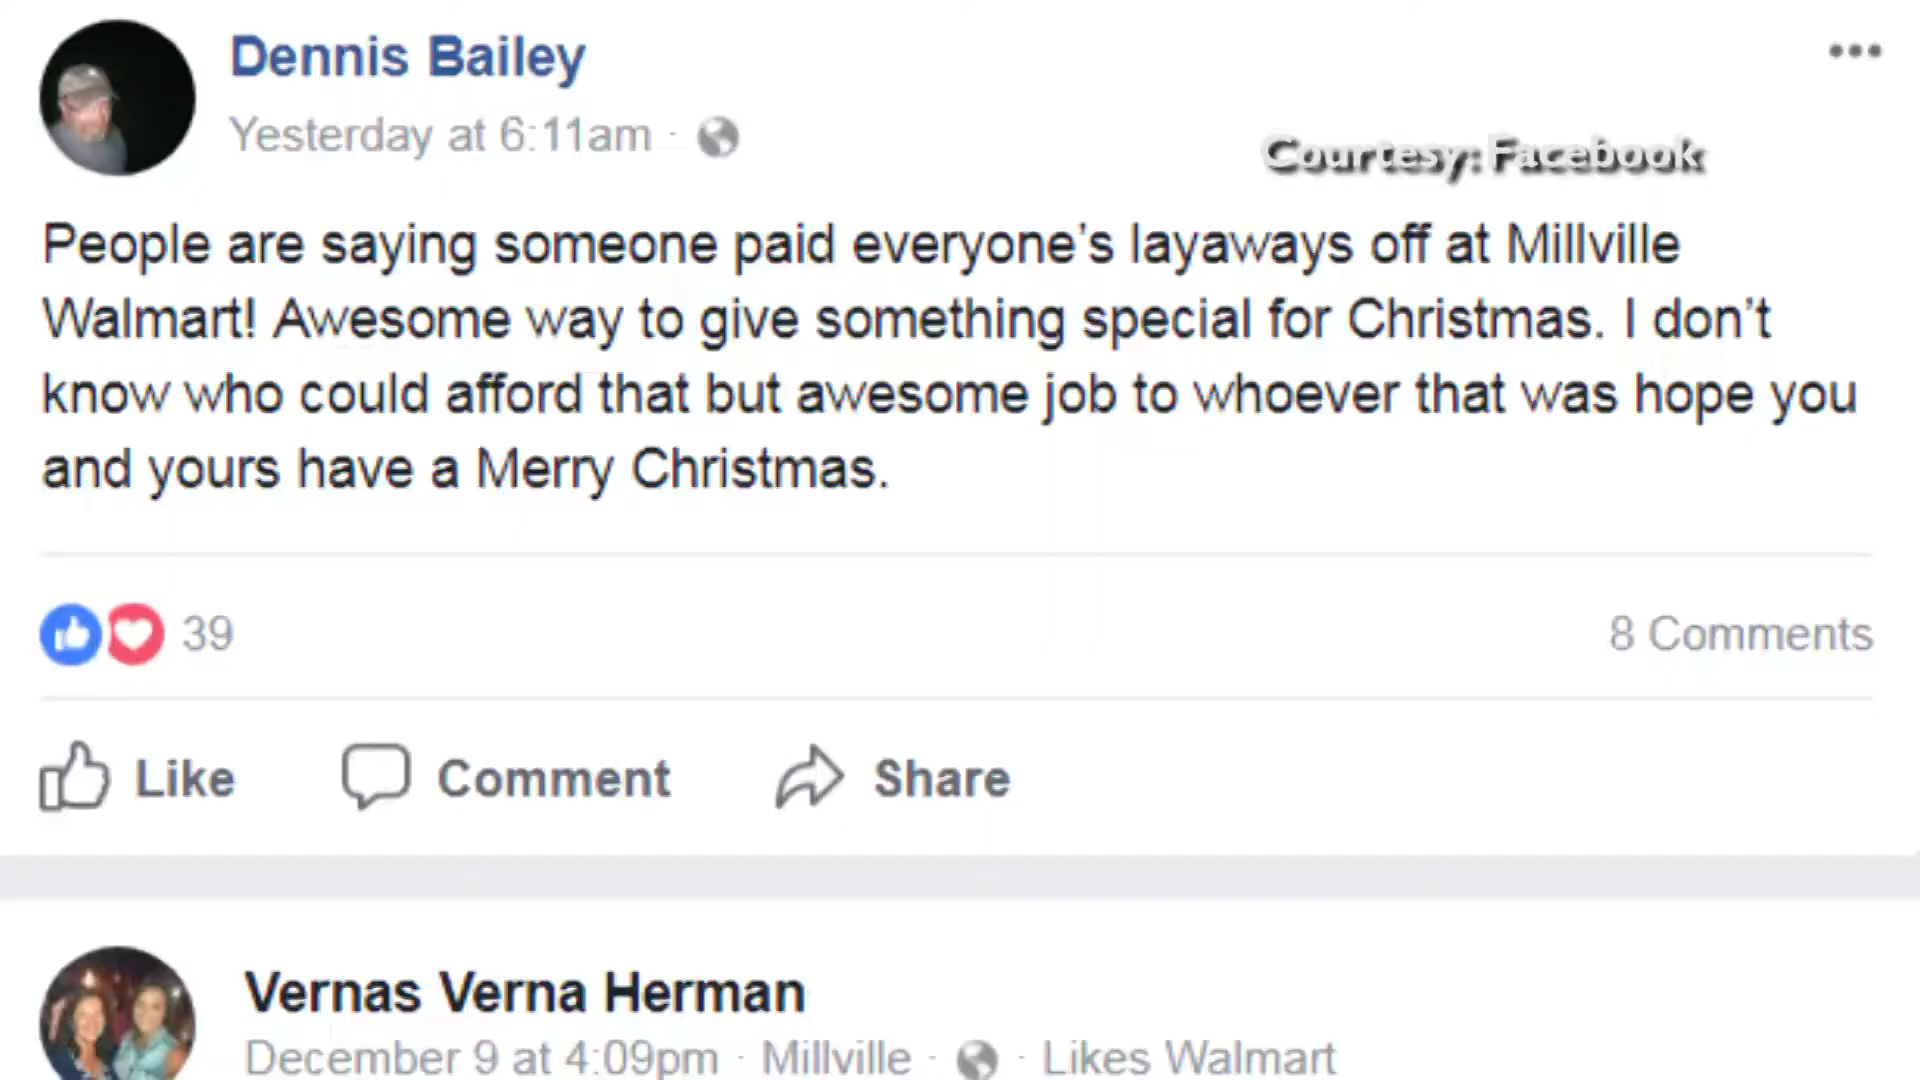 Dennis Bailey
Yesterday at 6:11am ·
Courtesy: Facebook
People are saying someone paid everyone’s layaways off at Millville
Walmart! Awesome way to give something special for Christmas. I don’t
know who could afford that but awesome job to whoever that was hope you
and yours have a Merry Christmas.
39
8 Comments
Like Comment Share
Vernas Verna Herman
December 9 at 4:09pm · Millville · · Likes Walmart